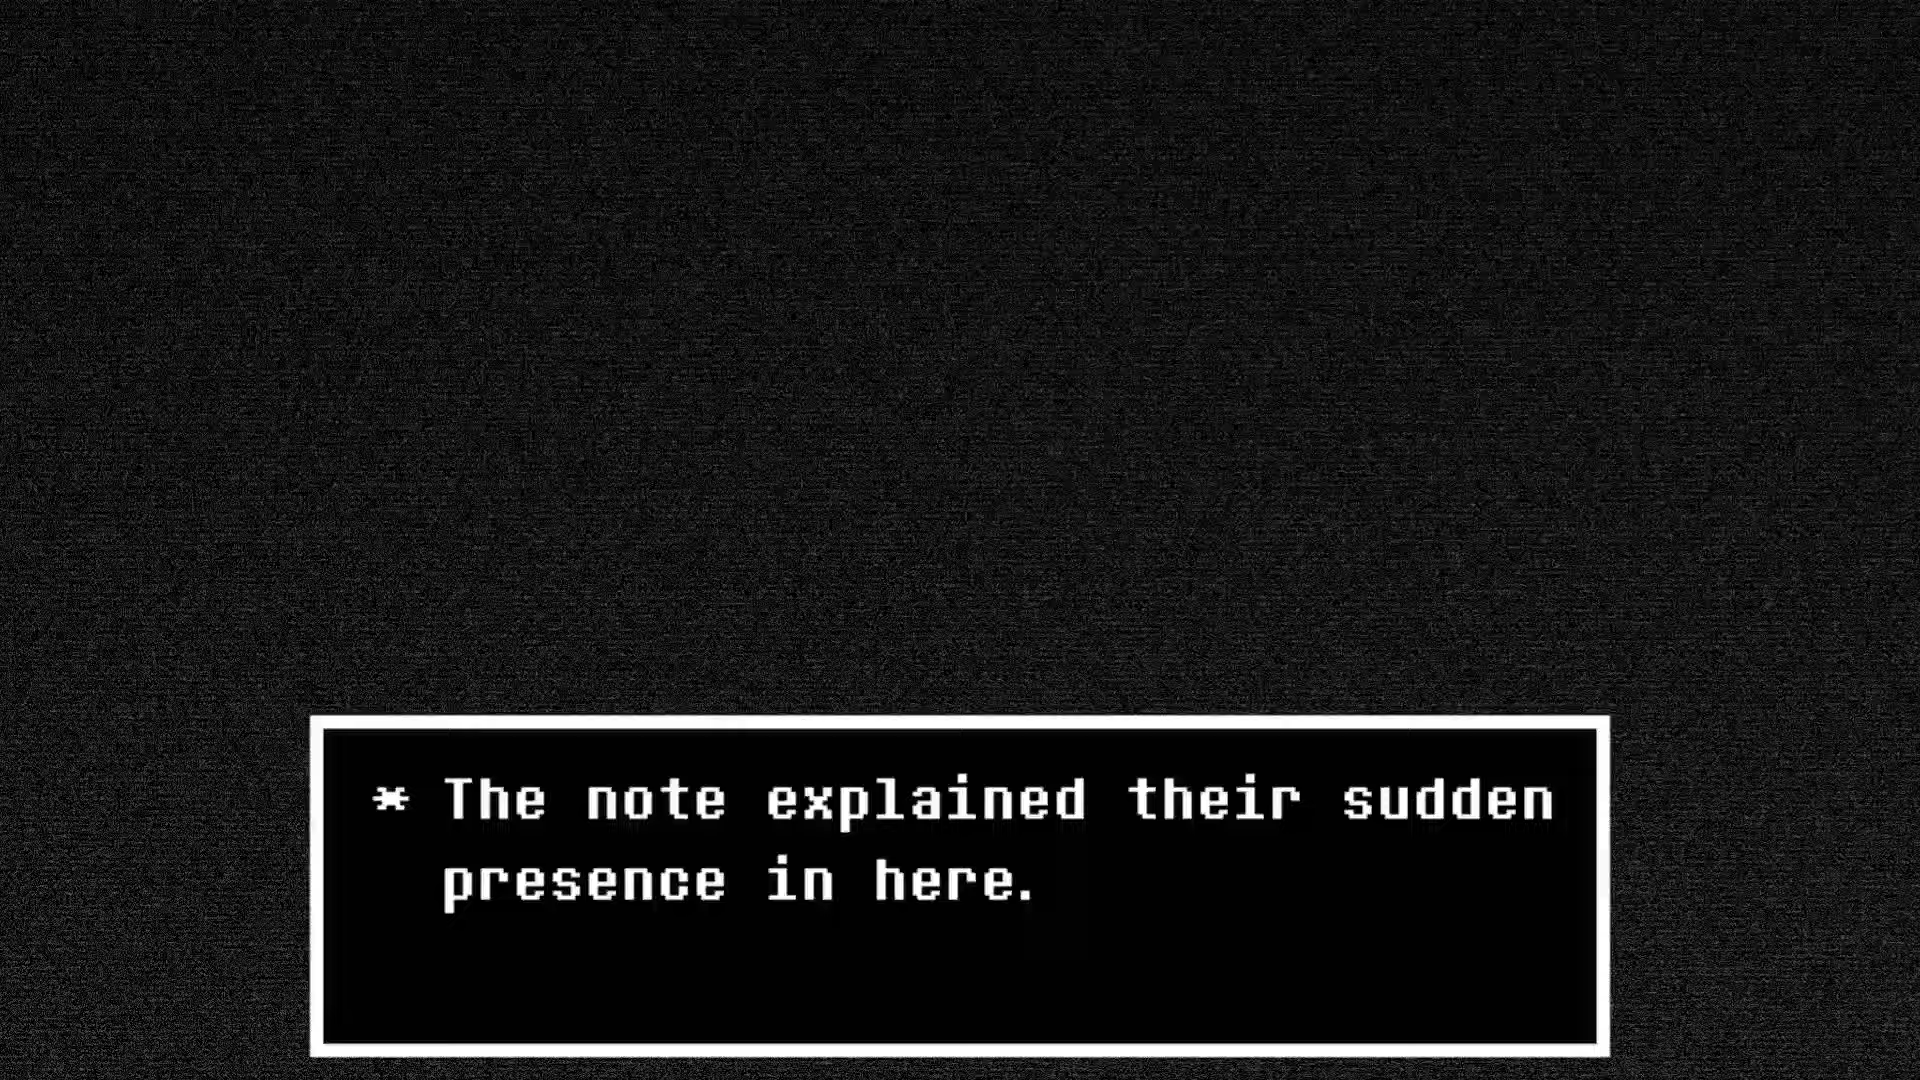 * The note explained their sudden
presence in here.